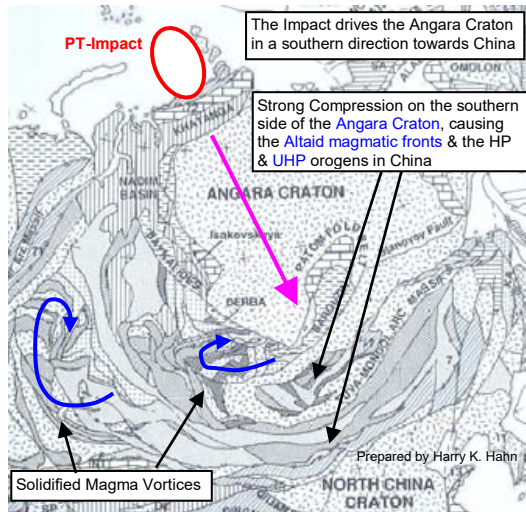 The Impact drives the Angara Craton
in a southern direction towards China
PT-Impact
OMOLON
Strong Compression on the southern
side of the Angara Craton, causing
the Altaid magmatic fronts & the HP
& UHP orogens in China
KHATANGA
NADIM
BASIN
ANGARA CRATON
Isakovskaya
BAYKALIDES
PATOM FOLD
Stanovoy Fault
BERBA
Prepared by Harry K. Hahn
Solidified Magma Vortices
NORTH CHINA
CRATON